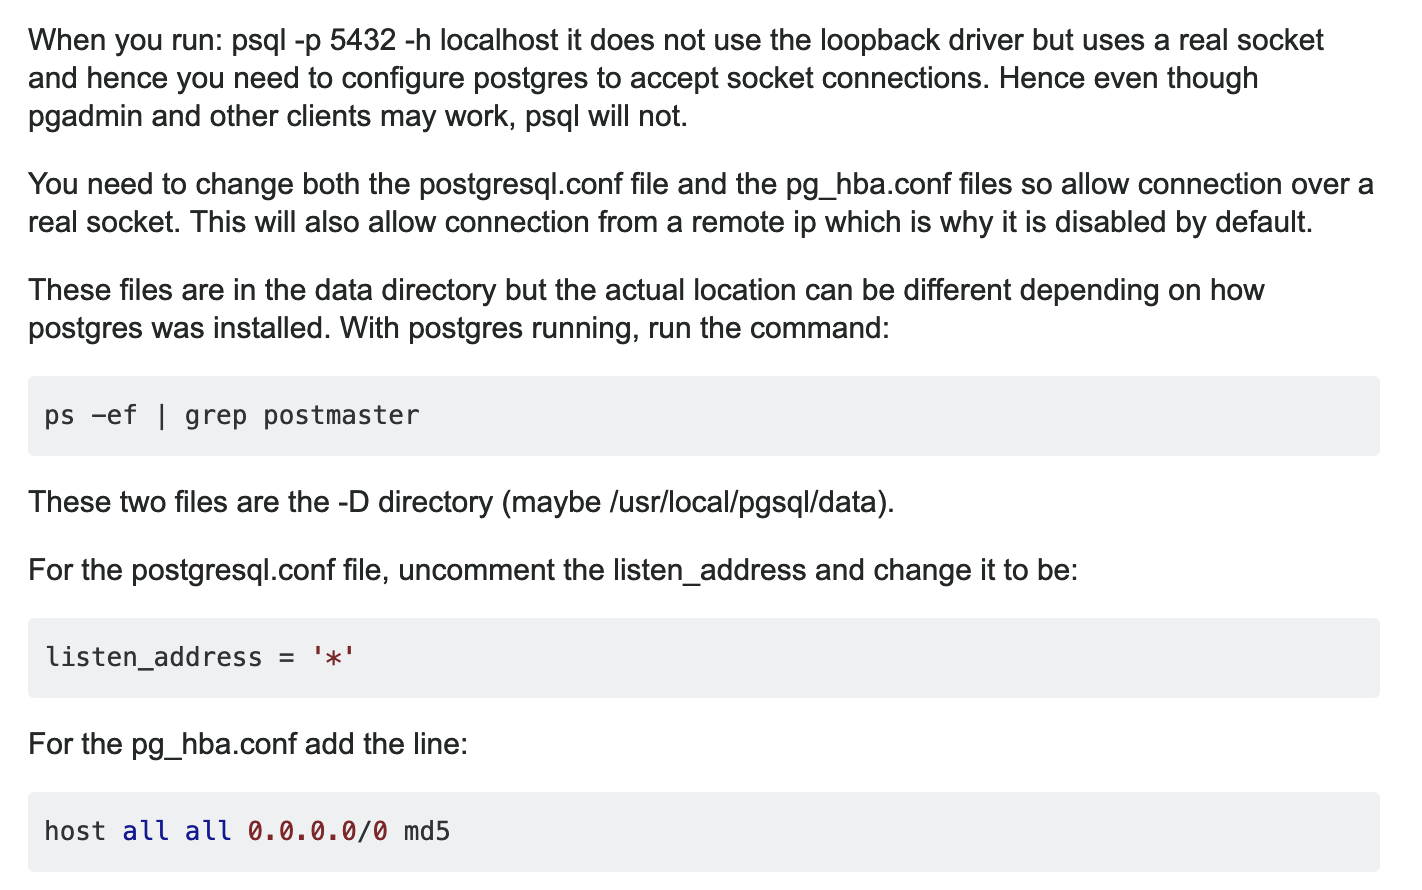 When you run: psql -p 5432 -h localhost it does not use the loopback driver but uses a real socket
and hence you need to configure postgres to accept socket connections. Hence even though
pgadmin and other clients may work, psql will not.
You need to change both the postgresql.conf file and the pg_hba.conf files so allow connection over a
real socket. This will also allow connection from a remote ip which is why it is disabled by default.
These files are in the data directory but the actual location can be different depending on how
postgres was installed. With postgres running, run the command:
ps -ef | grep postmaster
These two files are the -D directory (maybe /usr/local/pgsql/data).
For the postgresql.conf file, uncomment the listen_address and change it to be:
listen_address = '*'
For the pg_hba.conf add the line:
host all all 0.0.0.0/0 md5